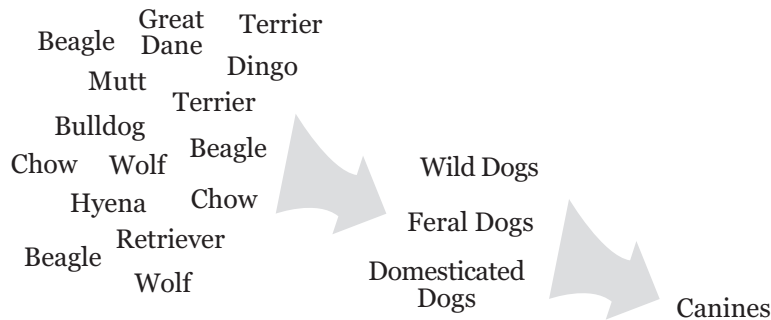 Great
Dane
Terrier
Beagle
Dingo
Mutt
Terrier
Bulldog
Beagle
Chow
Wolf
Hyena
Chow
Retriever
Beagle
Wolf
Wild Dogs
Feral Dogs
Domesticated
Dogs
Canines